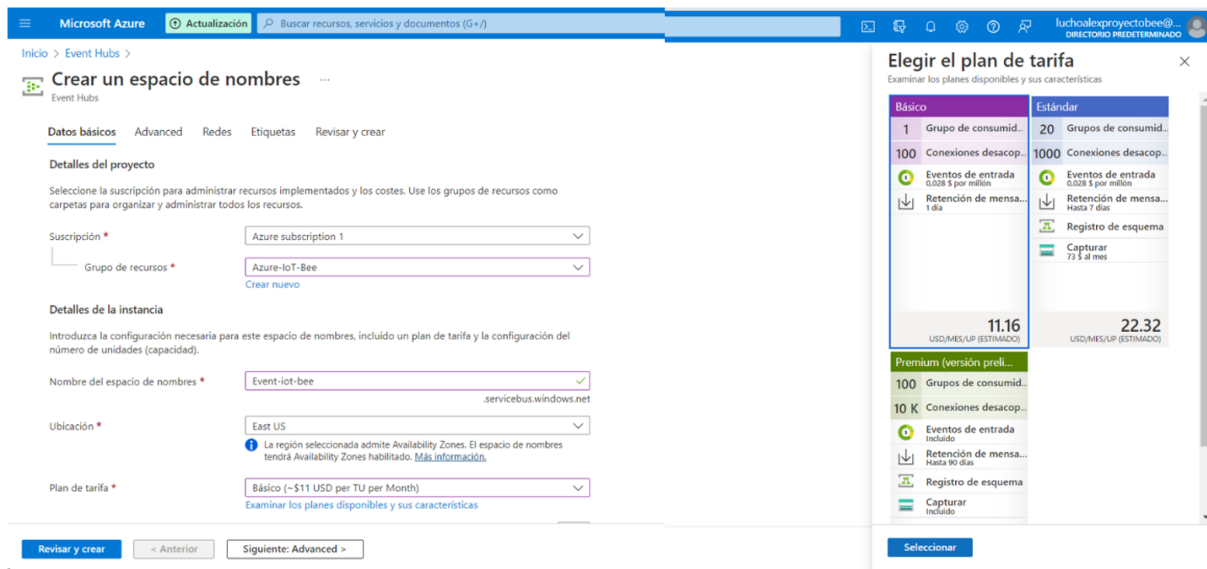 Microsoft Azure
Actualización
Buscar recursos, servicios y documentos (G+/)
luchoalexproyectobee@...
DIRECTORIO PREDETERMINADO
Inicio > Event Hubs >
Crear un espacio de nombres ...
Event Hubs
Datos básicos Advanced Redes Etiquetas Revisar y crear
Detalles del proyecto
Seleccione la suscripción para administrar recursos implementados y los costes. Use los grupos de recursos como
carpetas para organizar y administrar todos los recursos.
Suscripción * Azure subscription 1
Grupo de recursos * Azure-IoT-Bee
Crear nuevo
Detalles de la instancia
Introduzca la configuración necesaria para este espacio de nombres, incluido un plan de tarifa y la configuración del
número de unidades (capacidad).
Nombre del espacio de nombres * Event-iot-bee
.servicebus.windows.net
Ubicación * East US
La región seleccionada admite Availability Zones. El espacio de nombres
tendrá Availability Zones habilitado. Más información.
Plan de tarifa * Básico (~$11 USD per TU per Month)
Examinar los planes disponibles y sus características
Revisar y crear < Anterior Siguiente: Advanced >
Elegir el plan de tarifa
Examinar los planes disponibles y sus características
Básico
1 Grupo de consumid...
100 Conexiones desacop...
Eventos de entrada
0,028 $ por millón
Retención de mensa...
1 día
11.16
USD/MES/UP (ESTIMADO)
Estándar
20 Grupos de consumid...
1000 Conexiones desacop...
Eventos de entrada
0,028 $ por millón
Retención de mensa...
Hasta 7 días
Registro de esquema
Capturar
73 $ al mes
22.32
USD/MES/UP (ESTIMADO)
Premium (versión preli...
100 Grupos de consumid...
10 K Conexiones desacop...
Eventos de entrada
Incluido
Retención de mensa...
Hasta 90 días
Registro de esquema
Capturar
Incluido
Seleccionar